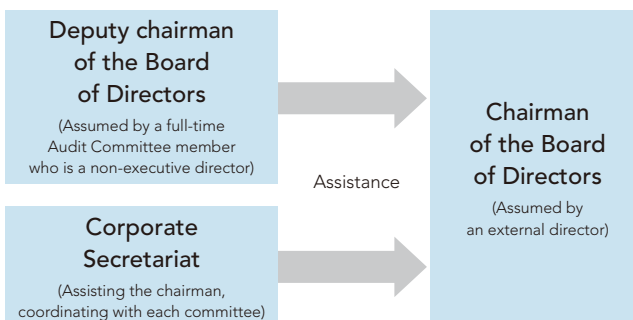 Deputy chairman
of the Board
of Directors
(Assumed by a full-time
Audit Committee member
who is a non-executive director)
Assistance
Corporate
Secretariat
(Assisting the chairman,
coordinating with each committee)
Chairman
of the Board
of Directors
(Assumed by
an external director)